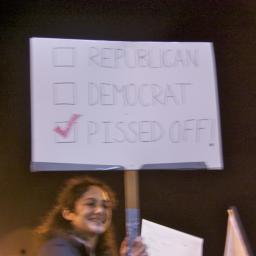 ☐ REPUBLICAN
☐ DEMOCRAT
☑ PISSED OFF!